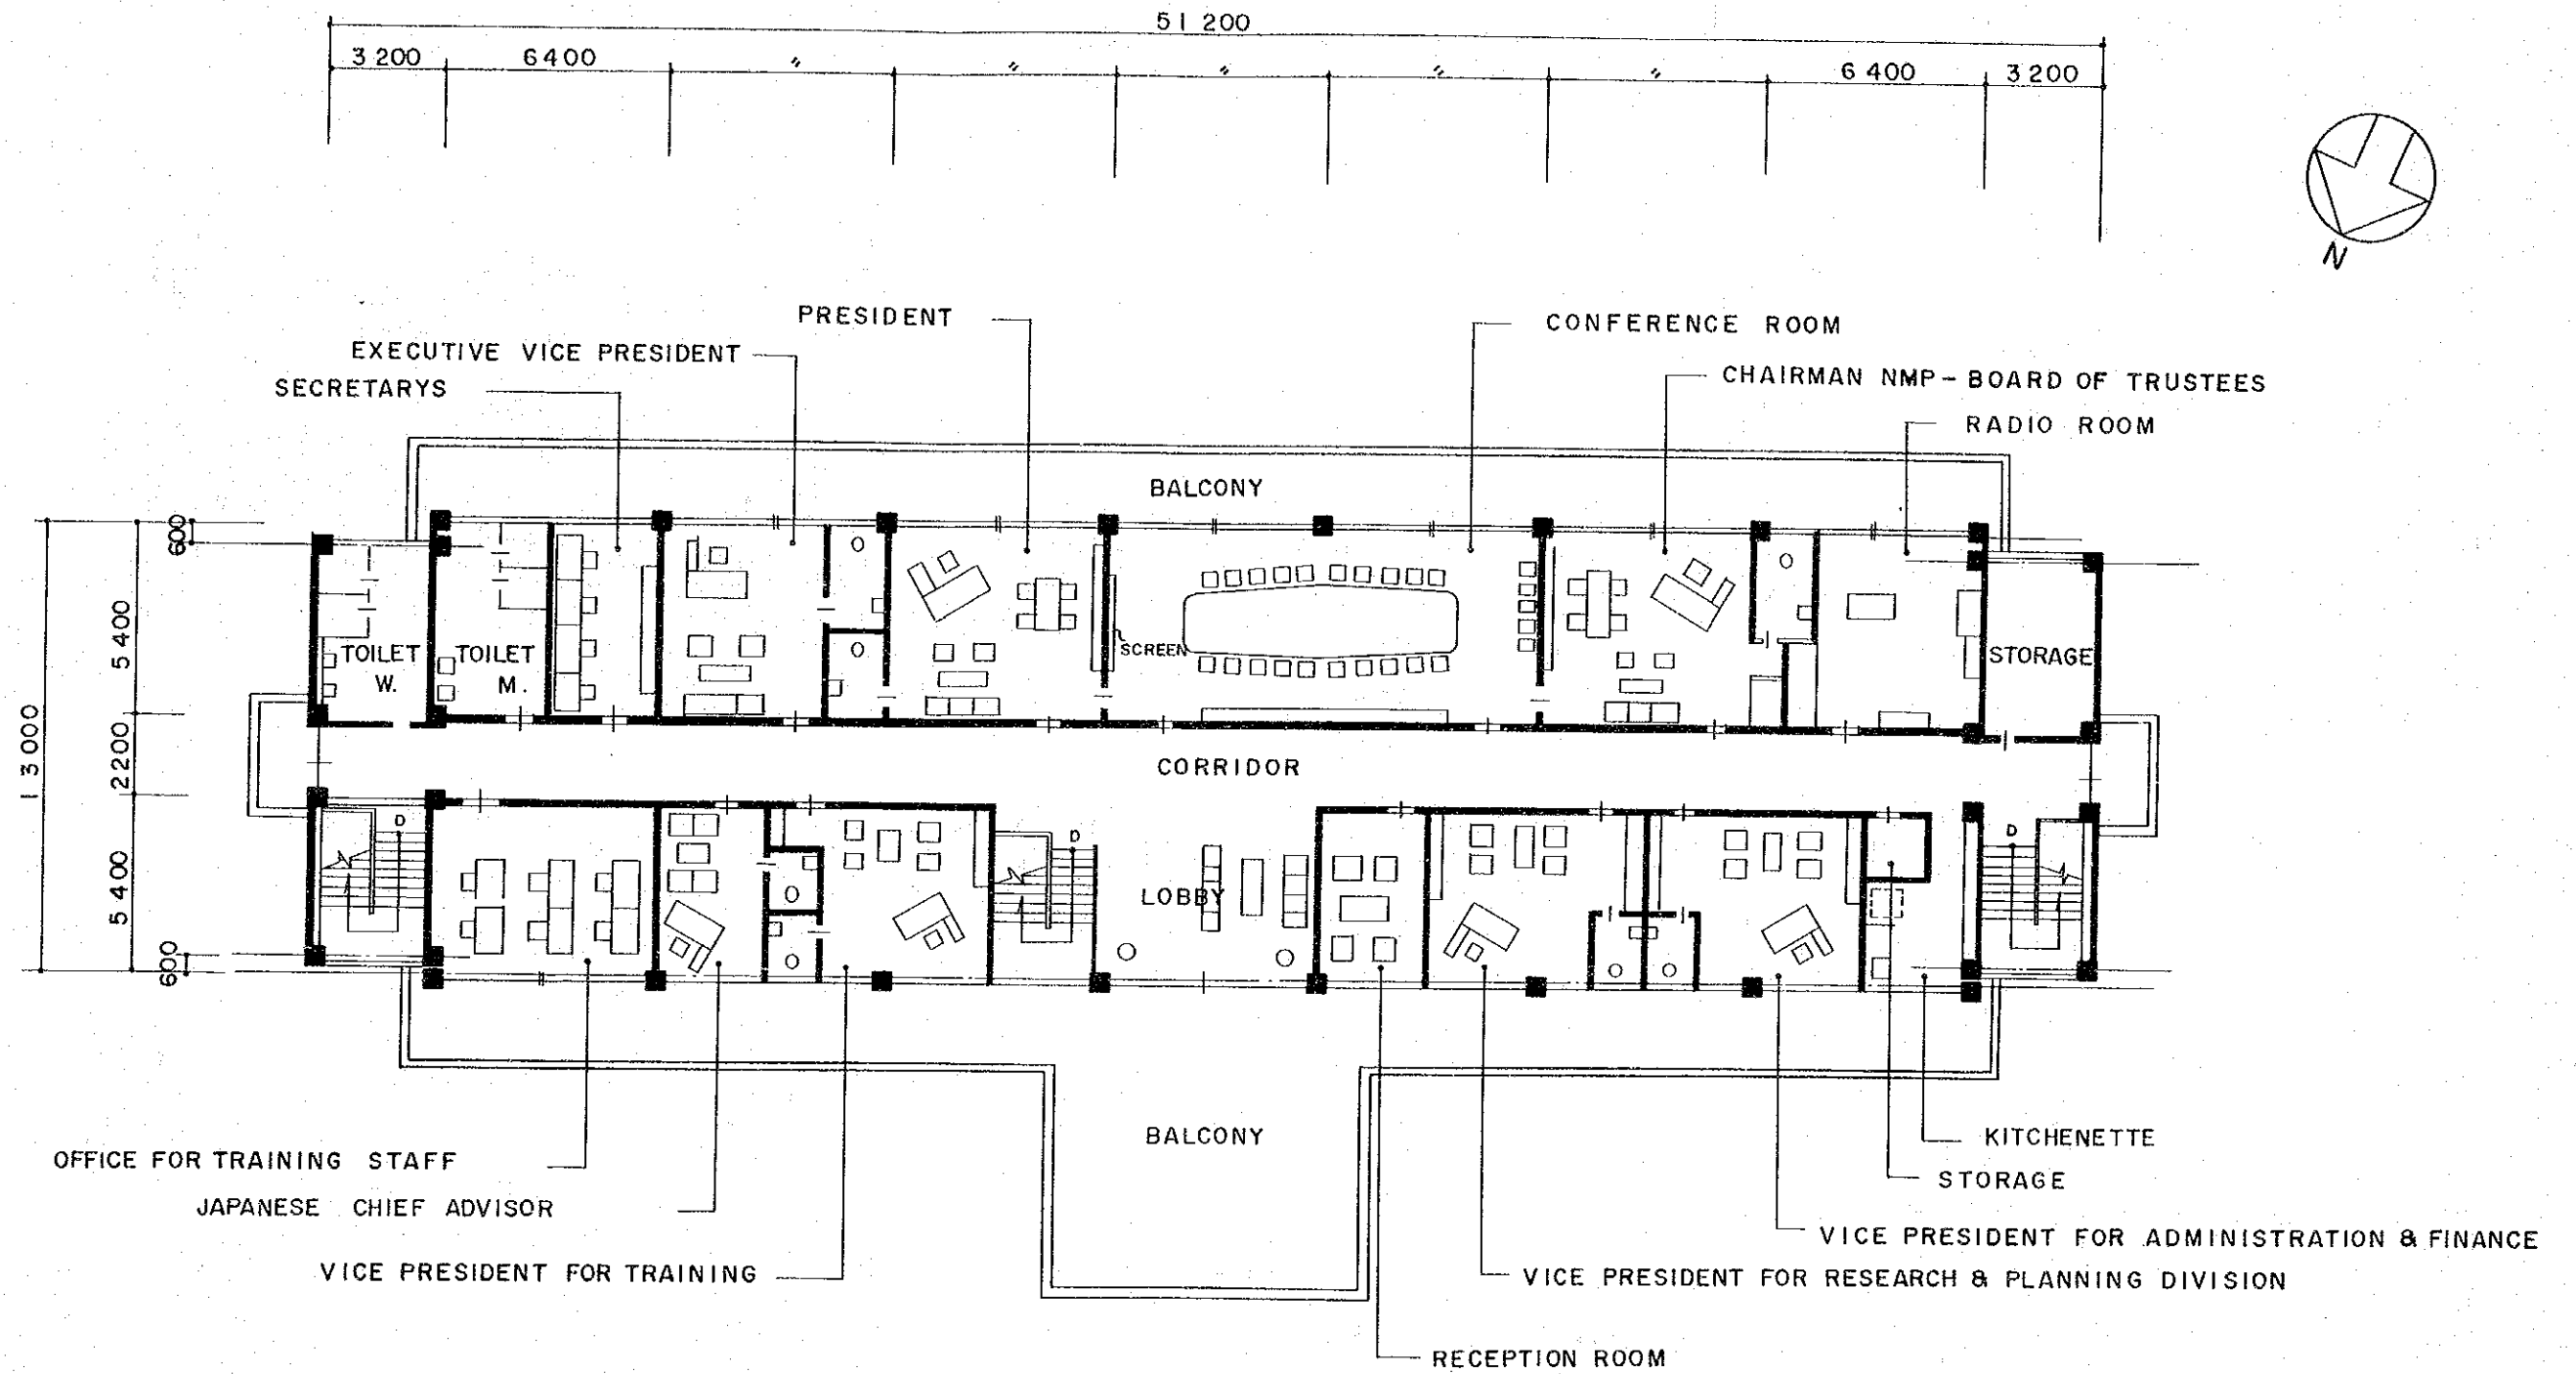 51 200
3 200 6400 〃 〃 〃 〃 〃 6 400 3 200
N
PRESIDENT
CONFERENCE ROOM
EXECUTIVE VICE PRESIDENT
CHAIRMAN NMP-BOARD OF TRUSTEES
SECRETARYS
RADIO ROOM
BALCONY
600
5 400
2200
5 400
600
13 000
TOILET
W.
TOILET
M.
SCREEN
STORAGE
CORRIDOR
D
D
D
LOBBY
BALCONY
OFFICE FOR TRAINING STAFF
KITCHENETTE
STORAGE
JAPANESE CHIEF ADVISOR
VICE PRESIDENT FOR ADMINISTRATION & FINANCE
VICE PRESIDENT FOR TRAINING
VICE PRESIDENT FOR RESEARCH & PLANNING DIVISION
RECEPTION ROOM